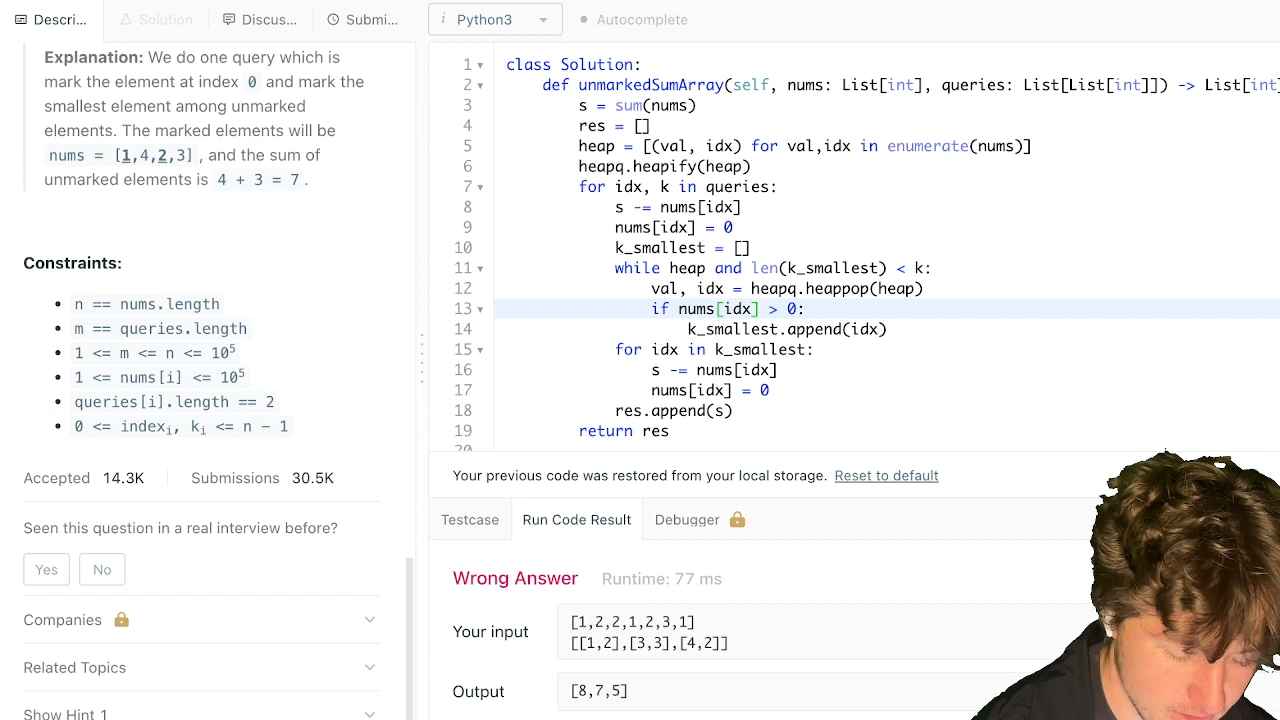 Descri...
Solution
Discus...
Submi...
i Python3
Autocomplete
Explanation: We do one query which is
mark the element at index 0 and mark the
smallest element among unmarked
elements. The marked elements will be
nums = [1,4,2,3], and the sum of
unmarked elements is 4 + 3 = 7.
Constraints:
• n == nums.length
• m == queries.length
• 1 <= m <= n <= 10⁵
• 1 <= nums[i] <= 10⁵
• queries[i].length == 2
• 0 <= indexᵢ, kᵢ <= n - 1
Accepted 14.3K Submissions 30.5K
Seen this question in a real interview before?
Yes No
Companies
Related Topics
Show Hint 1
1 class Solution:
2 def unmarkedSumArray(self, nums: List[int], queries: List[List[int]]) -> List[int
3 s = sum(nums)
4 res = []
5 heap = [(val, idx) for val,idx in enumerate(nums)]
6 heapq.heapify(heap)
7 for idx, k in queries:
8 s -= nums[idx]
9 nums[idx] = 0
10 k_smallest = []
11 while heap and len(k_smallest) < k:
12 val, idx = heapq.heappop(heap)
13 if nums[idx] > 0:
14 k_smallest.append(idx)
15 for idx in k_smallest:
16 s -= nums[idx]
17 nums[idx] = 0
18 res.append(s)
19 return res
20
Your previous code was restored from your local storage. Reset to default
Testcase
Run Code Result
Debugger
Wrong Answer Runtime: 77 ms
Your input
[1,2,2,1,2,3,1]
[[1,2],[3,3],[4,2]]
Output
[8,7,5]